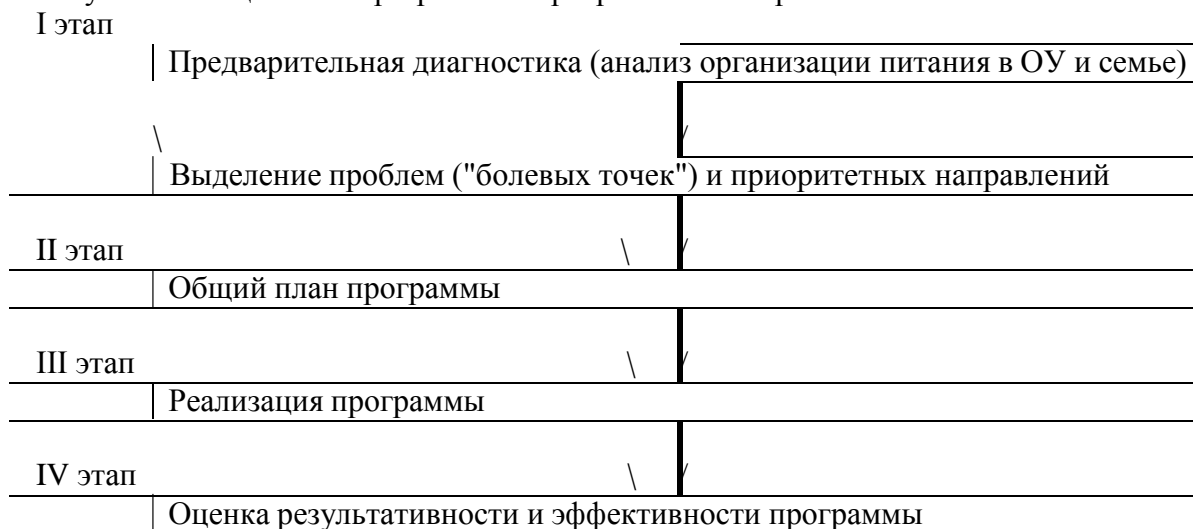 I этап
Предварительная диагностика (анализ организации питания в ОУ и семье)
Выделение проблем ("болевых точек") и приоритетных направлений
II этап
Общий план программы
III этап
Реализация программы
IV этап
Оценка результативности и эффективности программы